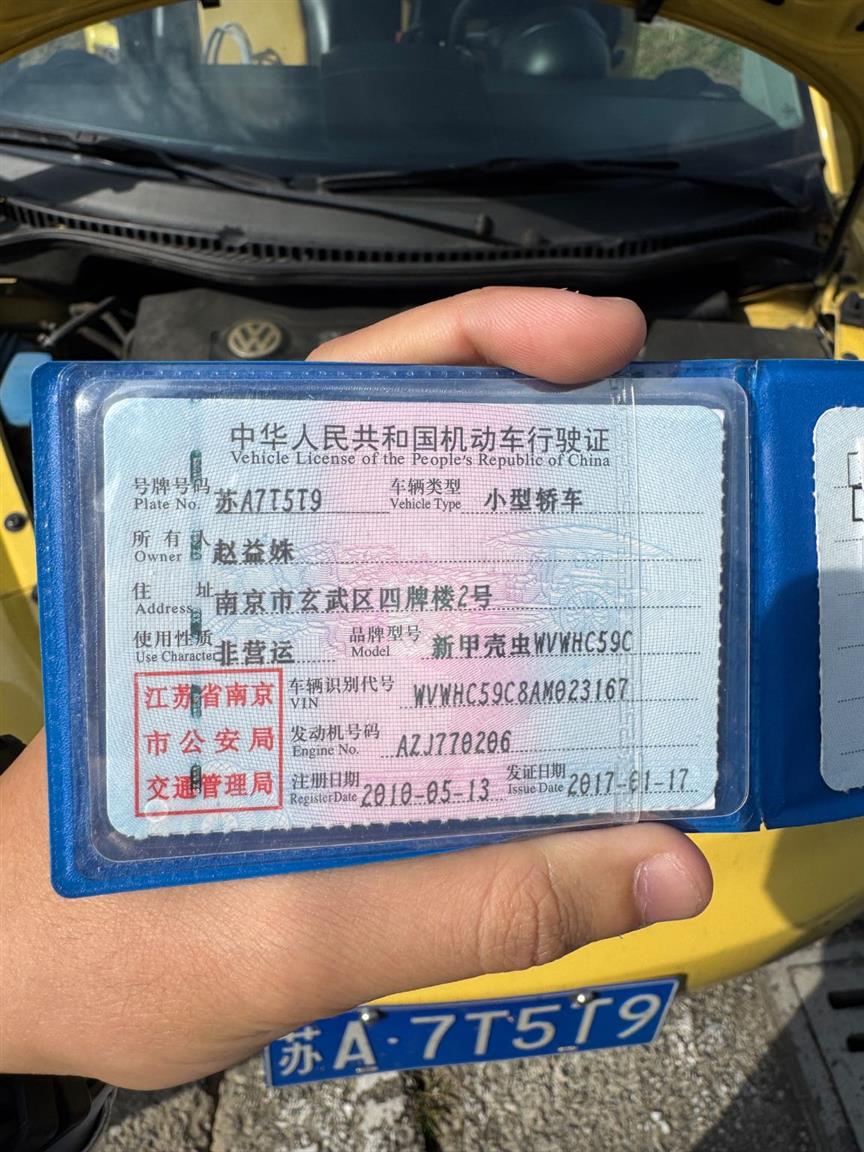 中华人民共和国机动车行驶证
Vehicle License of the People's Republic of China
号牌号码 苏A7T5T9 车辆类型 小型轿车
Plate No. Vehicle Type
所有人 赵益姝
Owner
住址 南京市玄武区四牌楼2号
Address
使用性质 非营运 品牌型号 新甲壳虫WVWHC59C
Use Character Model
江苏省南京
市公安局
交通管理局
车辆识别代号 WVWHC59C8AM023167
VIN
发动机号码 AZJ770206
Engine No.
注册日期 2010-05-13 发证日期 2017-01-17
Register Date Issue Date
苏A·7T5T9